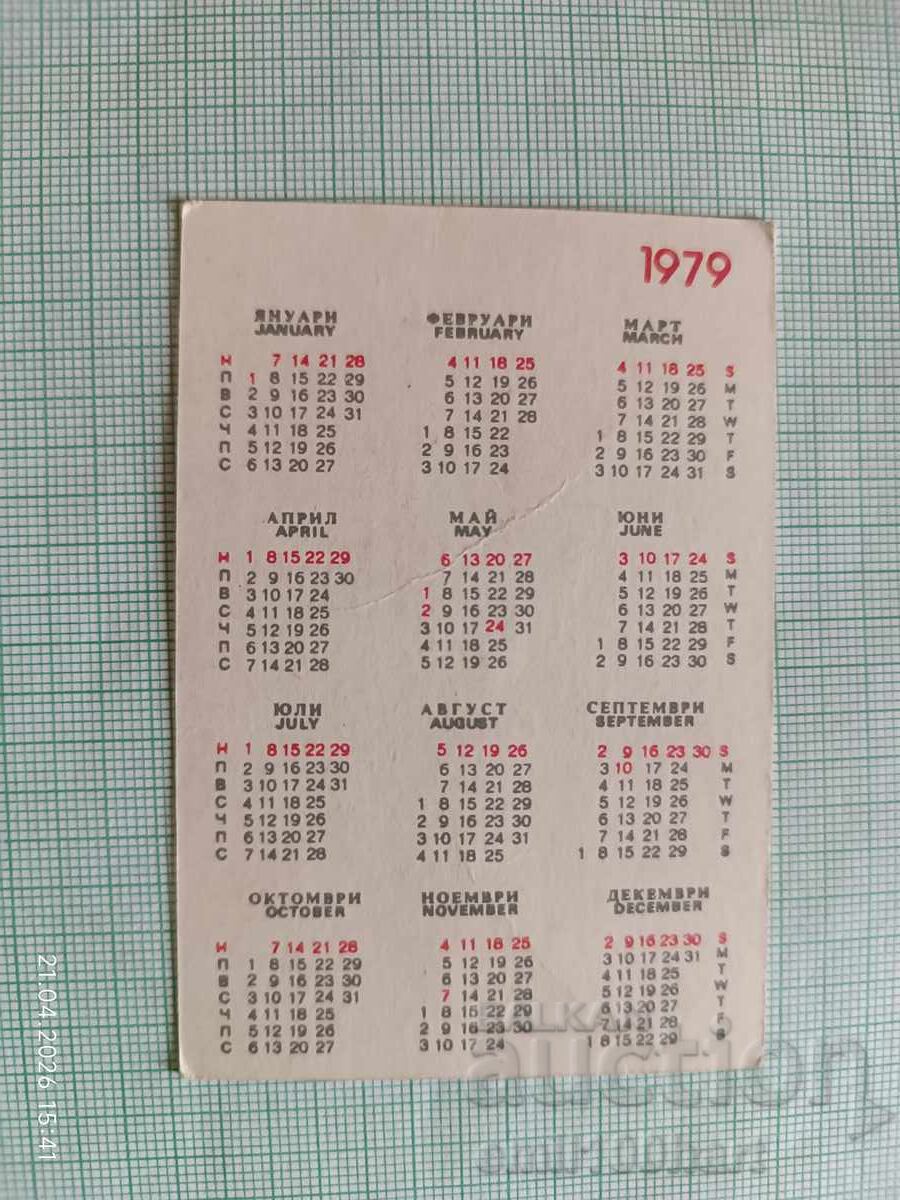 1979
ЯНУАРИ
JANUARY
Н 7 14 21 28
П 1 8 15 22 29
В 2 9 16 23 30
С 3 10 17 24 31
Ч 4 11 18 25
П 5 12 19 26
С 6 13 20 27
ФЕВРУАРИ
FEBRUARY
4 11 18 25
5 12 19 26
6 13 20 27
7 14 21 28
1 8 15 22
2 9 16 23
3 10 17 24
МАРТ
MARCH
4 11 18 25 S
5 12 19 26 M
6 13 20 27 T
7 14 21 28 W
1 8 15 22 29 T
2 9 16 23 30 F
3 10 17 24 31 S
АПРИЛ
APRIL
Н 1 8 15 22 29
П 2 9 16 23 30
В 3 10 17 24
С 4 11 18 25
Ч 5 12 19 26
П 6 13 20 27
С 7 14 21 28
МАЙ
MAY
6 13 20 27
7 14 21 28
1 8 15 22 29
2 9 16 23 30
3 10 17 24 31
4 11 18 25
5 12 19 26
ЮНИ
JUNE
3 10 17 24 S
4 11 18 25 M
5 12 19 26 T
6 13 20 27 W
7 14 21 28 T
1 8 15 22 29 F
2 9 16 23 30 S
ЮЛИ
JULY
Н 1 8 15 22 29
П 2 9 16 23 30
В 3 10 17 24 31
С 4 11 18 25
Ч 5 12 19 26
П 6 13 20 27
С 7 14 21 28
АВГУСТ
AUGUST
5 12 19 26
6 13 20 27
7 14 21 28
1 8 15 22 29
2 9 16 23 30
3 10 17 24 31
4 11 18 25
СЕПТЕМВРИ
SEPTEMBER
2 9 16 23 30 S
3 10 17 24 M
4 11 18 25 T
5 12 19 26 W
6 13 20 27 T
7 14 21 28 F
1 8 15 22 29 S
ОКТОМВРИ
OCTOBER
Н 7 14 21 28
П 1 8 15 22 29
В 2 9 16 23 30
С 3 10 17 24 31
Ч 4 11 18 25
П 5 12 19 26
С 6 13 20 27
НОЕМВРИ
NOVEMBER
4 11 18 25
5 12 19 26
6 13 20 27
7 14 21 28
1 8 15 22 29
2 9 16 23 30
3 10 17 24
ДЕКЕМВРИ
DECEMBER
2 9 16 23 30 S
3 10 17 24 31 M
4 11 18 25 T
5 12 19 26 W
6 13 20 27 T
7 14 21 28 F
1 8 15 22 29 S
21.04.2026 15:41
BALKAN
auction